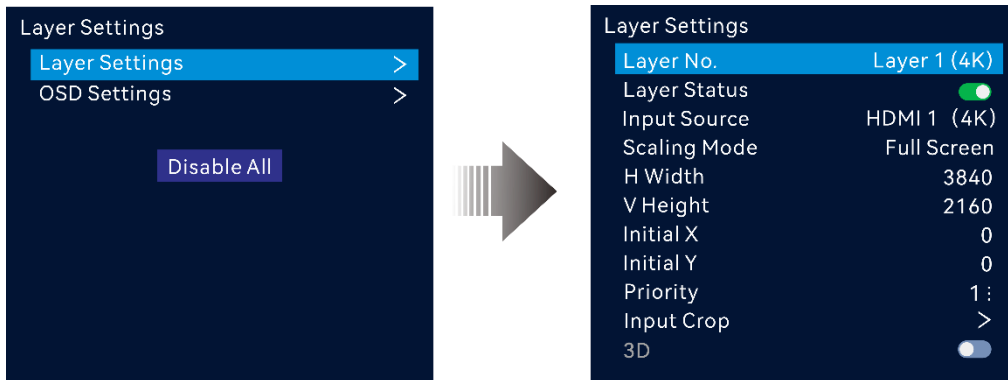 Layer Settings
Layer Settings >
OSD Settings >
Disable All
Layer Settings
Layer No. Layer 1 (4K)
Layer Status
Input Source HDMI 1 (4K)
Scaling Mode Full Screen
H Width 3840
V Height 2160
Initial X 0
Initial Y 0
Priority 1 ⋮
Input Crop >
3D